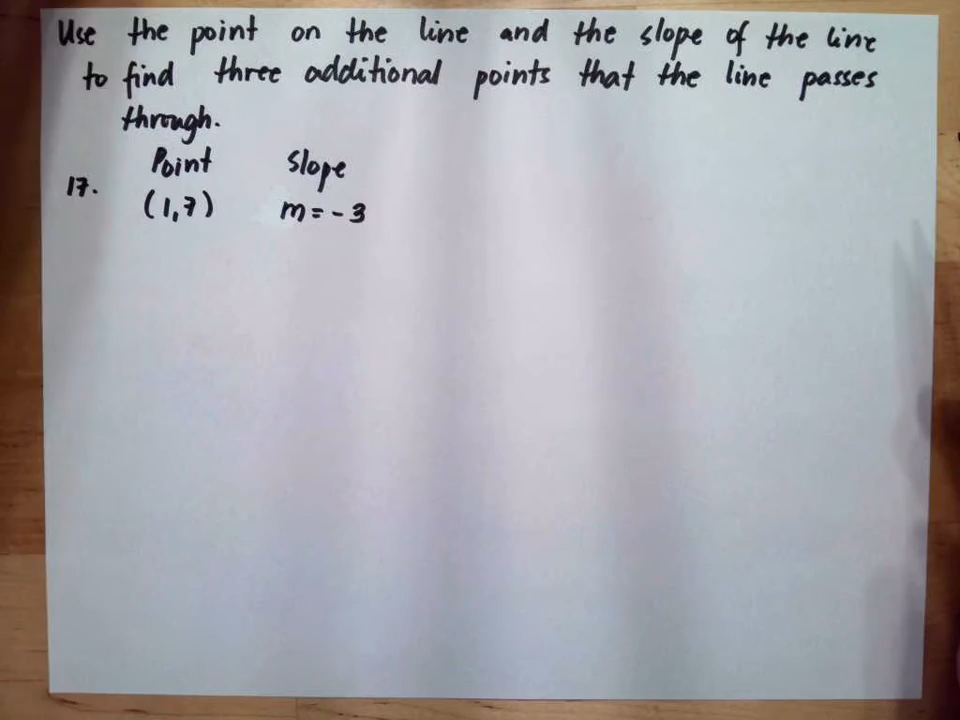 Use the point on the line and the slope of the line
to find three additional points that the line passes
through.
Point Slope
17.
(1,7) m = - 3